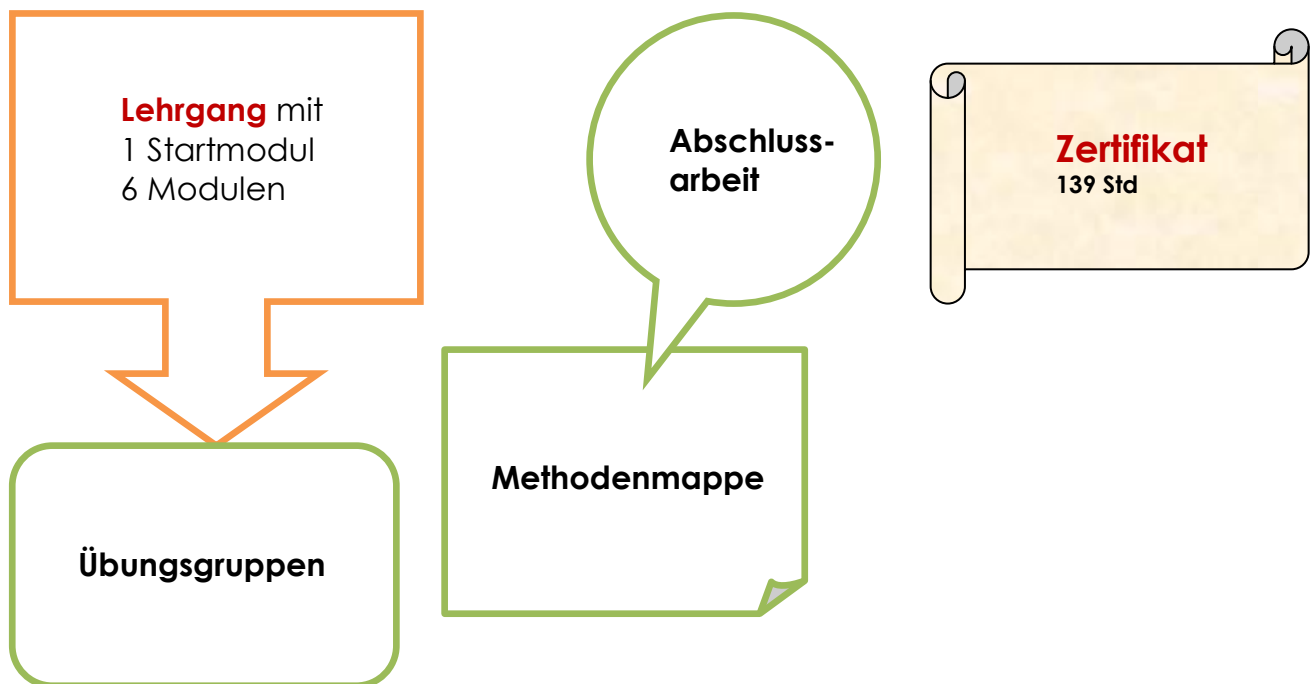 Lehrgang mit
1 Startmodul
6 Modulen
Übungsgruppen
Abschluss-
arbeit
Methodenmappe
Zertifikat
139 Std